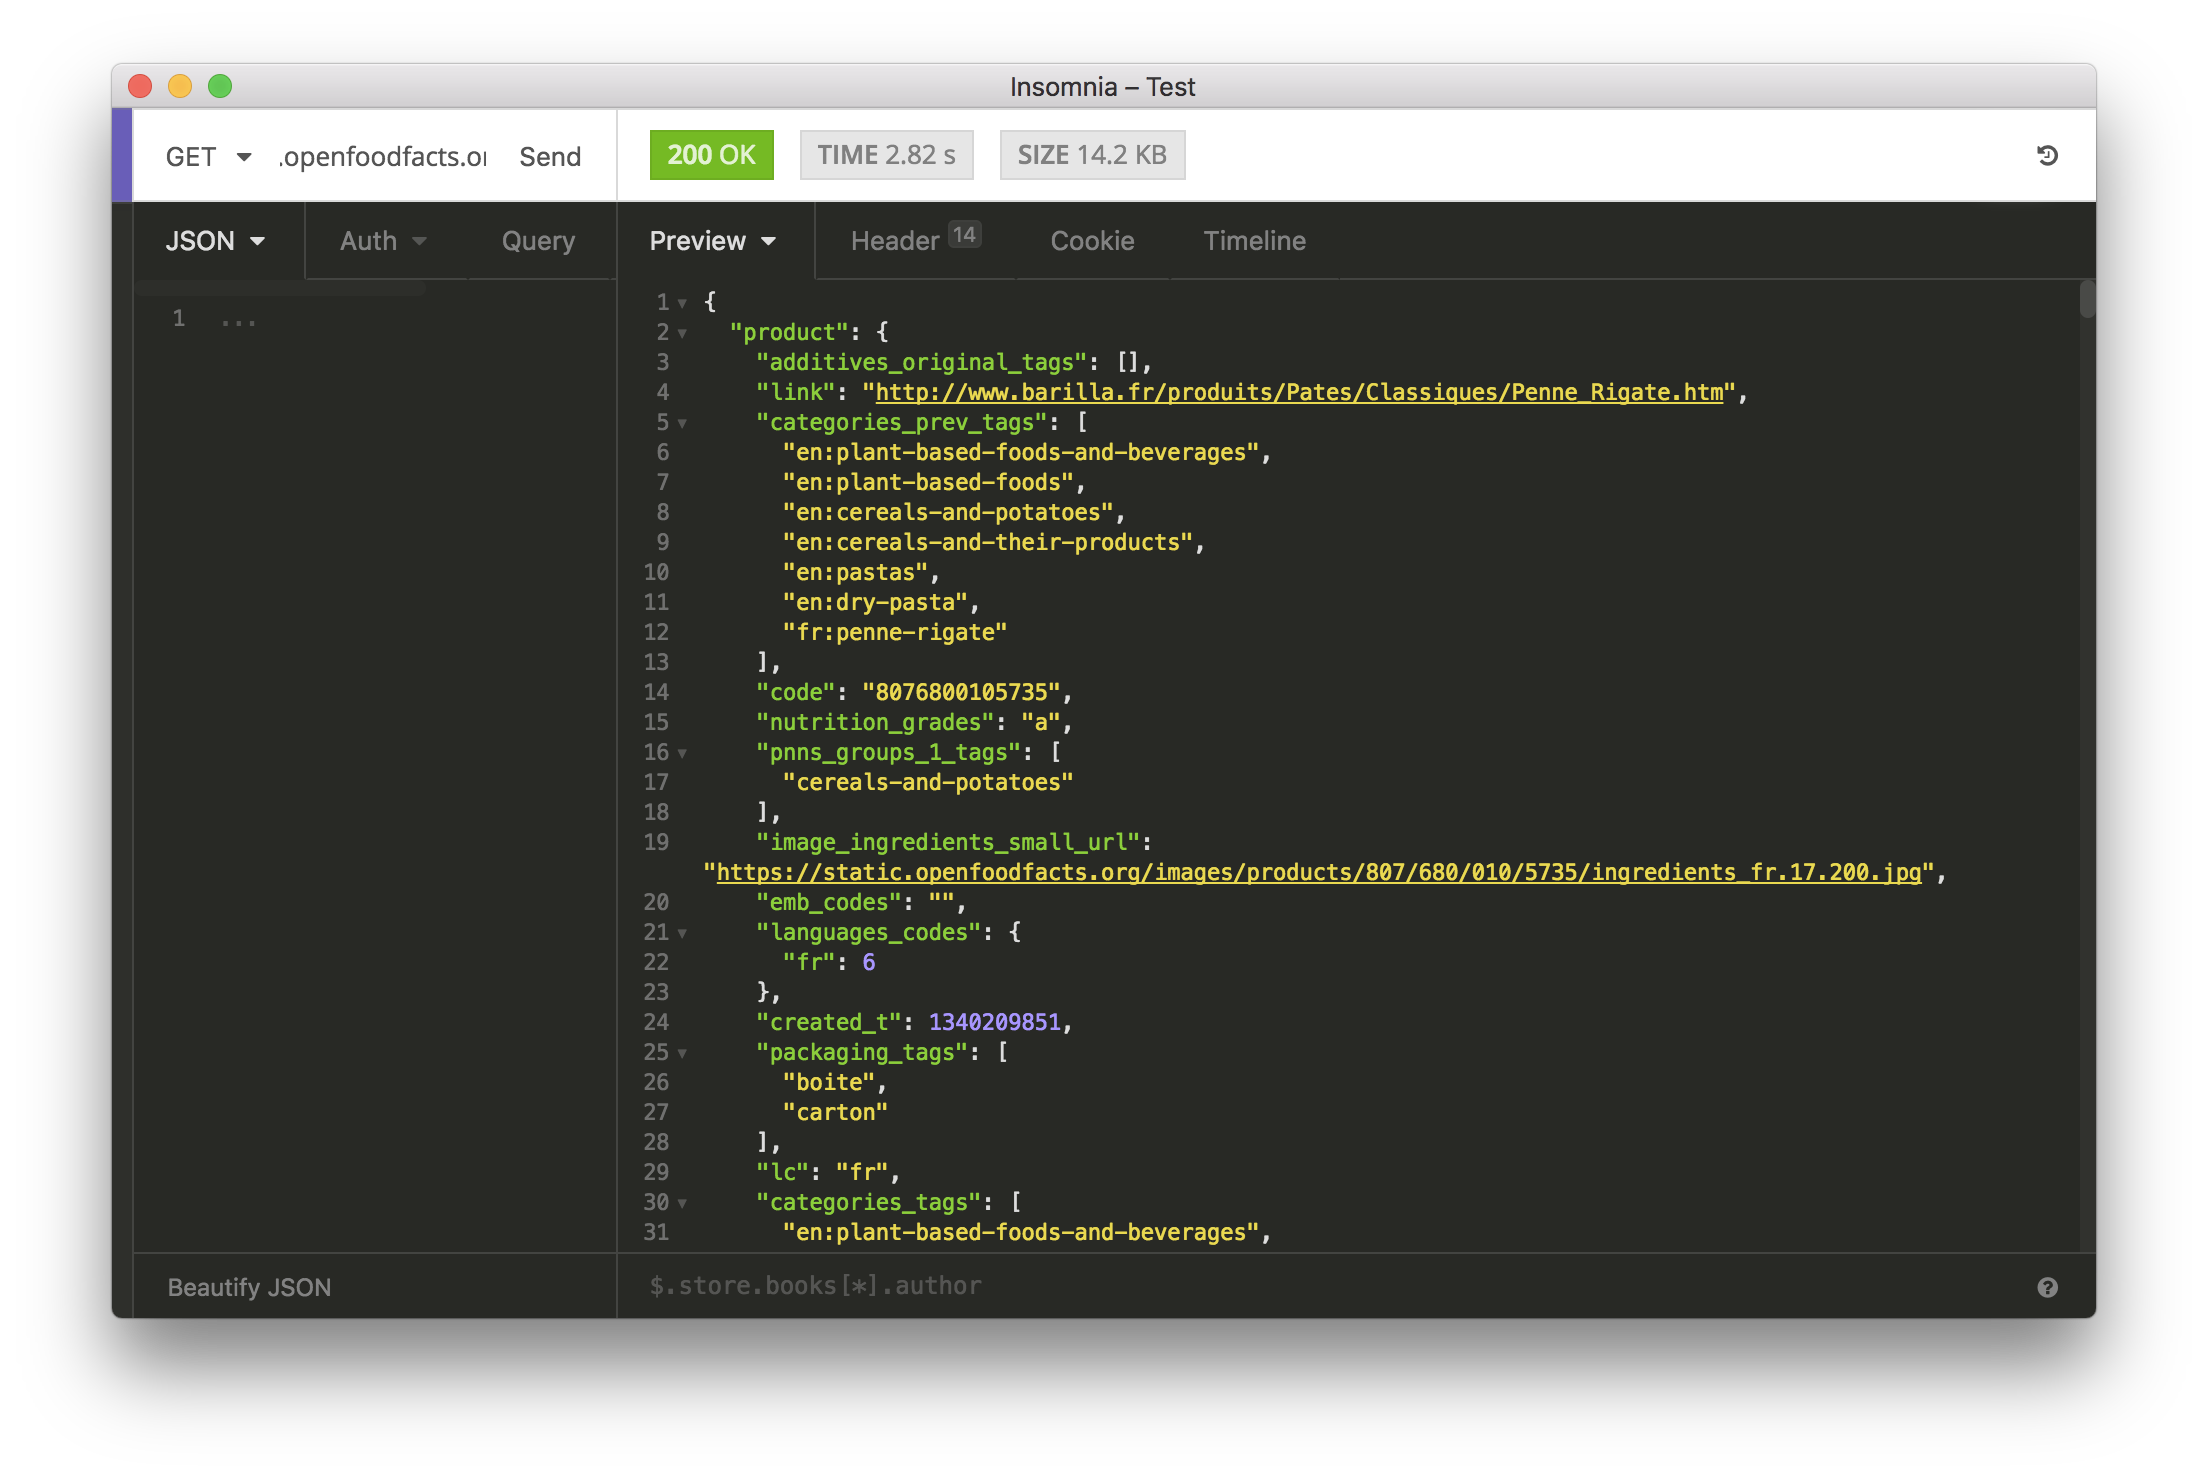 Insomnia – Test
GET .openfoodfacts.or Send 200 OK TIME 2.82 s SIZE 14.2 KB
JSON Auth Query Preview Header 14 Cookie Timeline
1 ...
1 {
2 "product": {
3 "additives_original_tags": [],
4 "link": "http://www.barilla.fr/produits/Pates/Classiques/Penne_Rigate.htm",
5 "categories_prev_tags": [
6 "en:plant-based-foods-and-beverages",
7 "en:plant-based-foods",
8 "en:cereals-and-potatoes",
9 "en:cereals-and-their-products",
10 "en:pastas",
11 "en:dry-pasta",
12 "fr:penne-rigate"
13 ],
14 "code": "8076800105735",
15 "nutrition_grades": "a",
16 "pnns_groups_1_tags": [
17 "cereals-and-potatoes"
18 ],
19 "image_ingredients_small_url":
"https://static.openfoodfacts.org/images/products/807/680/010/5735/ingredients_fr.17.200.jpg",
20 "emb_codes": "",
21 "languages_codes": {
22 "fr": 6
23 },
24 "created_t": 1340209851,
25 "packaging_tags": [
26 "boite",
27 "carton"
28 ],
29 "lc": "fr",
30 "categories_tags": [
31 "en:plant-based-foods-and-beverages",
Beautify JSON $.store.books[*].author